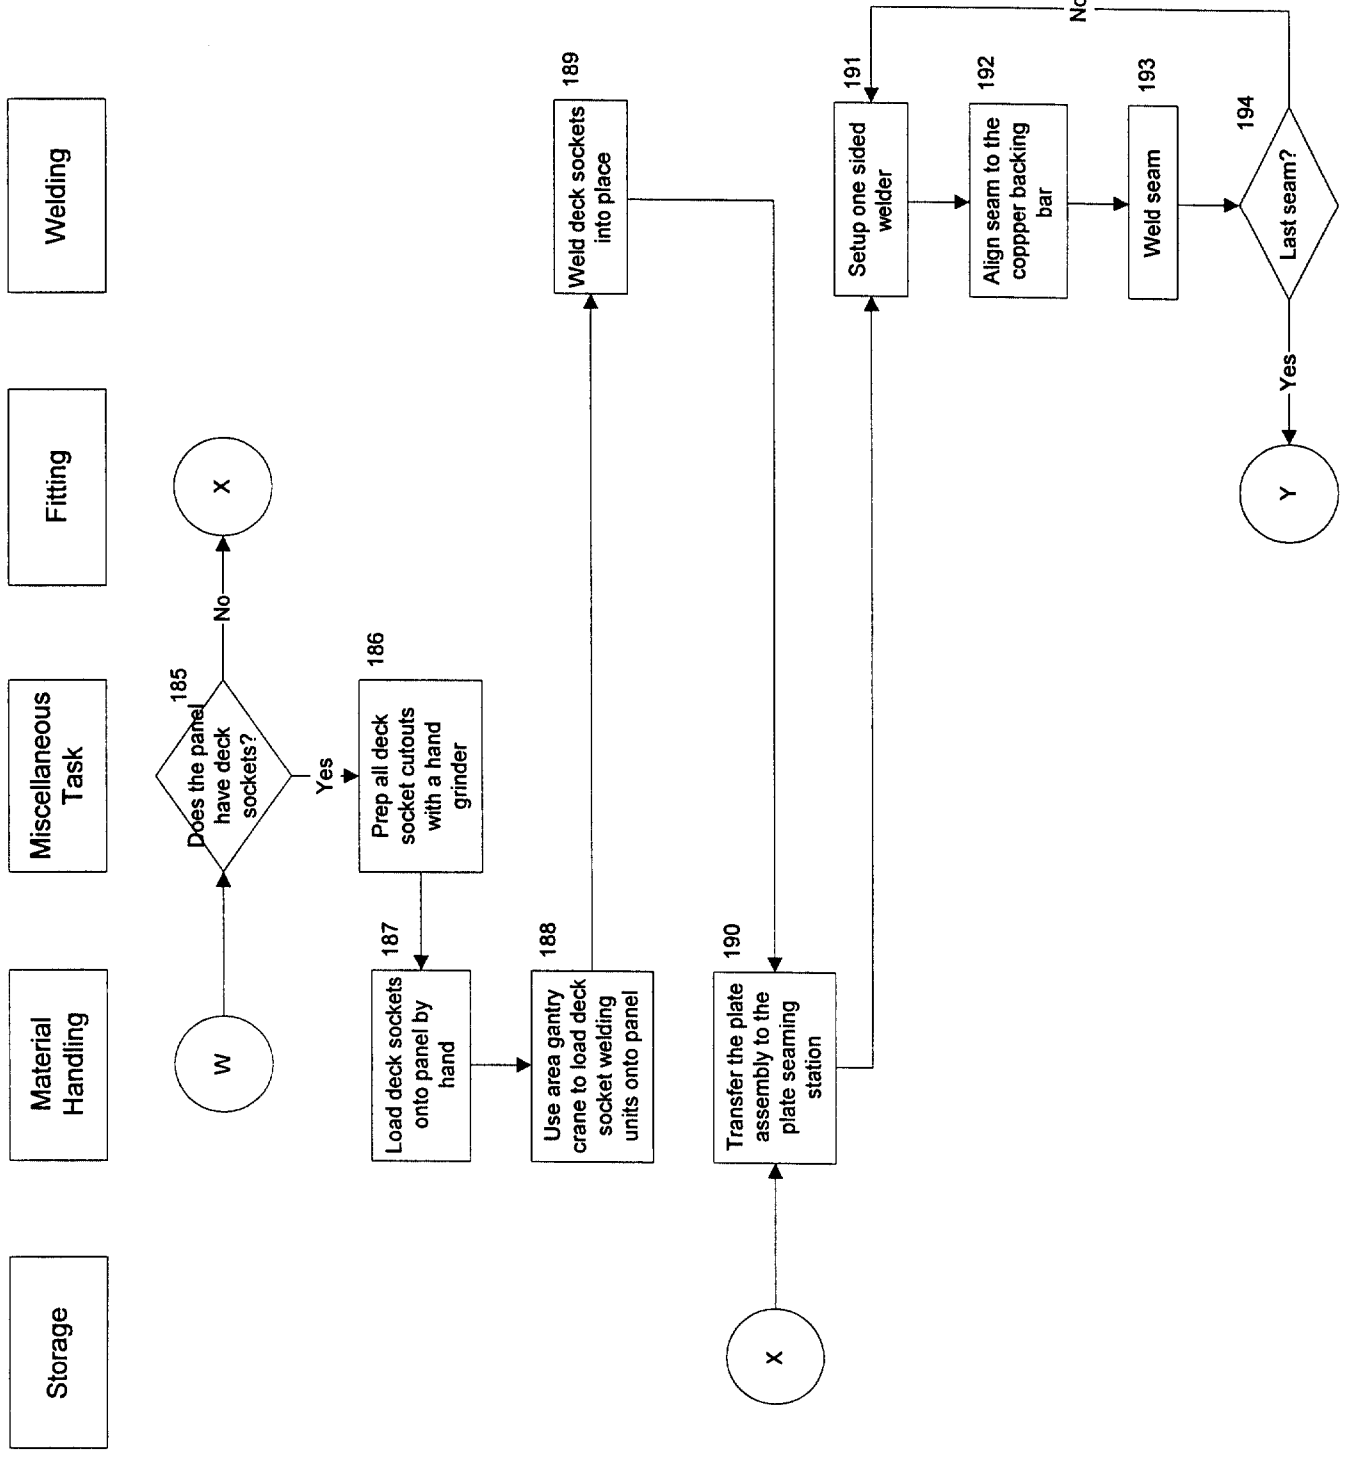 Storage
Material
Handling
Miscellaneous
Task
Fitting
Welding
W
185
Does the panel
have deck
sockets?
No
X
Yes
186
Prep all deck
socket cutouts
with a hand
grinder
187
Load deck sockets
onto panel by
hand
188
Use area gantry
crane to load deck
socket welding
units onto panel
189
Weld deck sockets
into place
X
190
Transfer the plate
assembly to the
plate seaming
station
191
Setup one sided
welder
192
Align seam to the
coppper backing
bar
193
Weld seam
194
Last seam?
No
Yes
Y